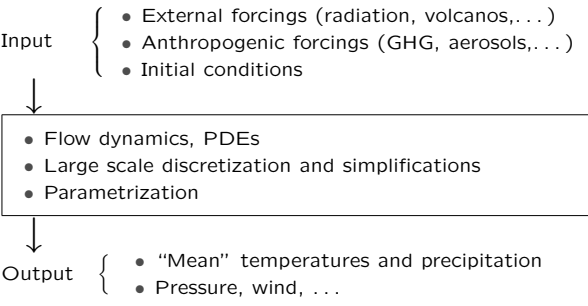 • External forcings (radiation, volcanos,...)
Input
• Anthropogenic forcings (GHG, aerosols,...)
• Initial conditions
• Flow dynamics, PDEs
• Large scale discretization and simplifications
• Parametrization
• “Mean” temperatures and precipitation
Output
• Pressure, wind, ...